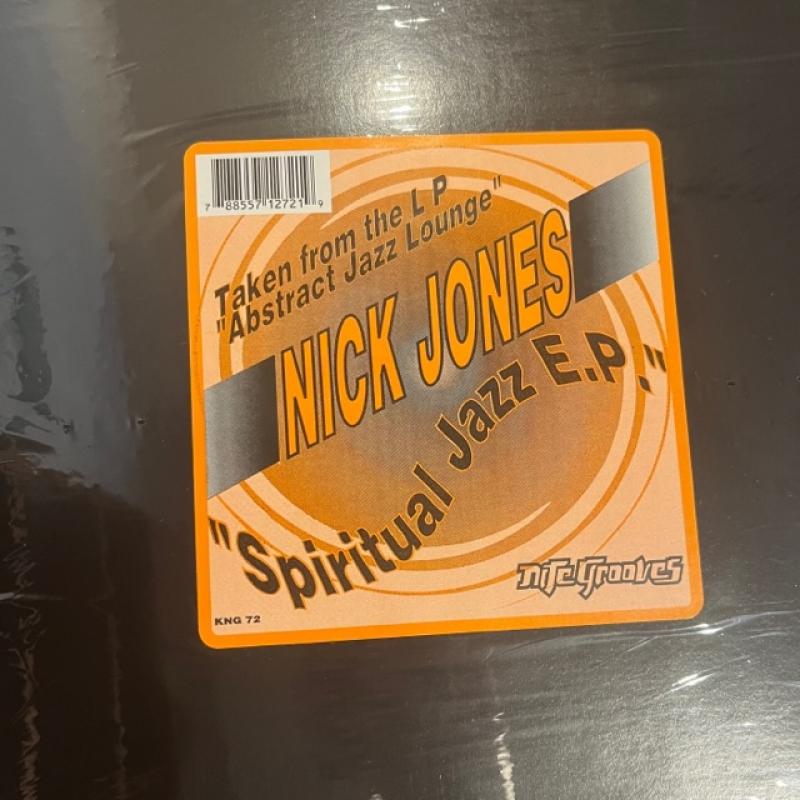 7 88557 12721 9
Taken from the L P
"Abstract Jazz Lounge"
NICK JONES
"Spiritual Jazz E.P."
nite Grooves
KNG 72